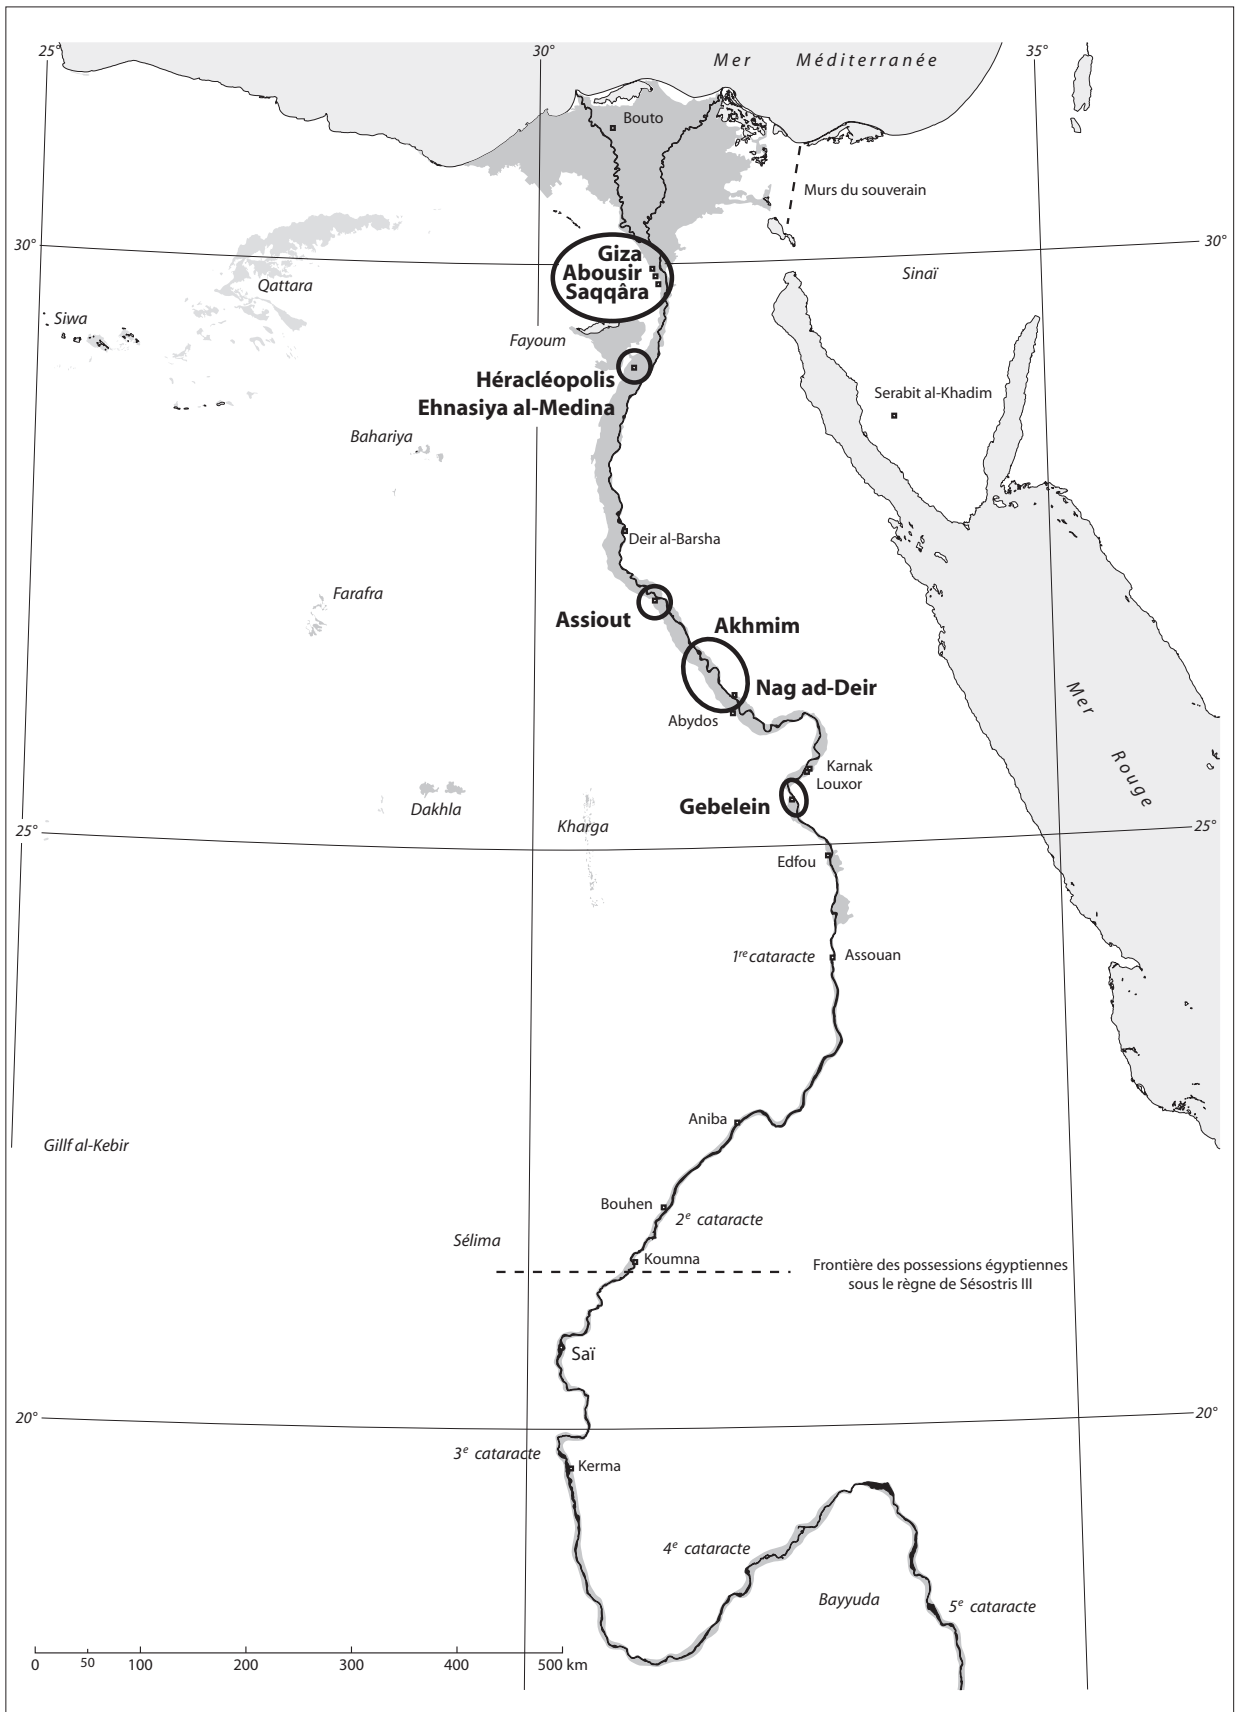 25°
30°
35°
Mer Méditerranée
Bouto
Murs du souverain
30°
30°
Giza
Abousir
Saqqâra
Sinaï
Qattara
Siwa
Fayoum
Héracléopolis
Ehnasiya al-Medina
Serabit al-Khadim
Bahariya
Deir al-Barsha
Farafra
Assiout
Akhmim
Nag ad-Deir
Abydos
Mer Rouge
Karnak
Louxor
Gebelein
Dakhla
Kharga
25°
25°
Edfou
1re cataracte
Assouan
Aniba
Gillf al-Kebir
Bouhen
2e cataracte
Sélima
Koumna
Frontière des possessions égyptiennes
sous le règne de Sésostris III
Saï
20°
20°
3e cataracte
Kerma
4e cataracte
Bayyuda
5e cataracte
0 50 100 200 300 400 500 km